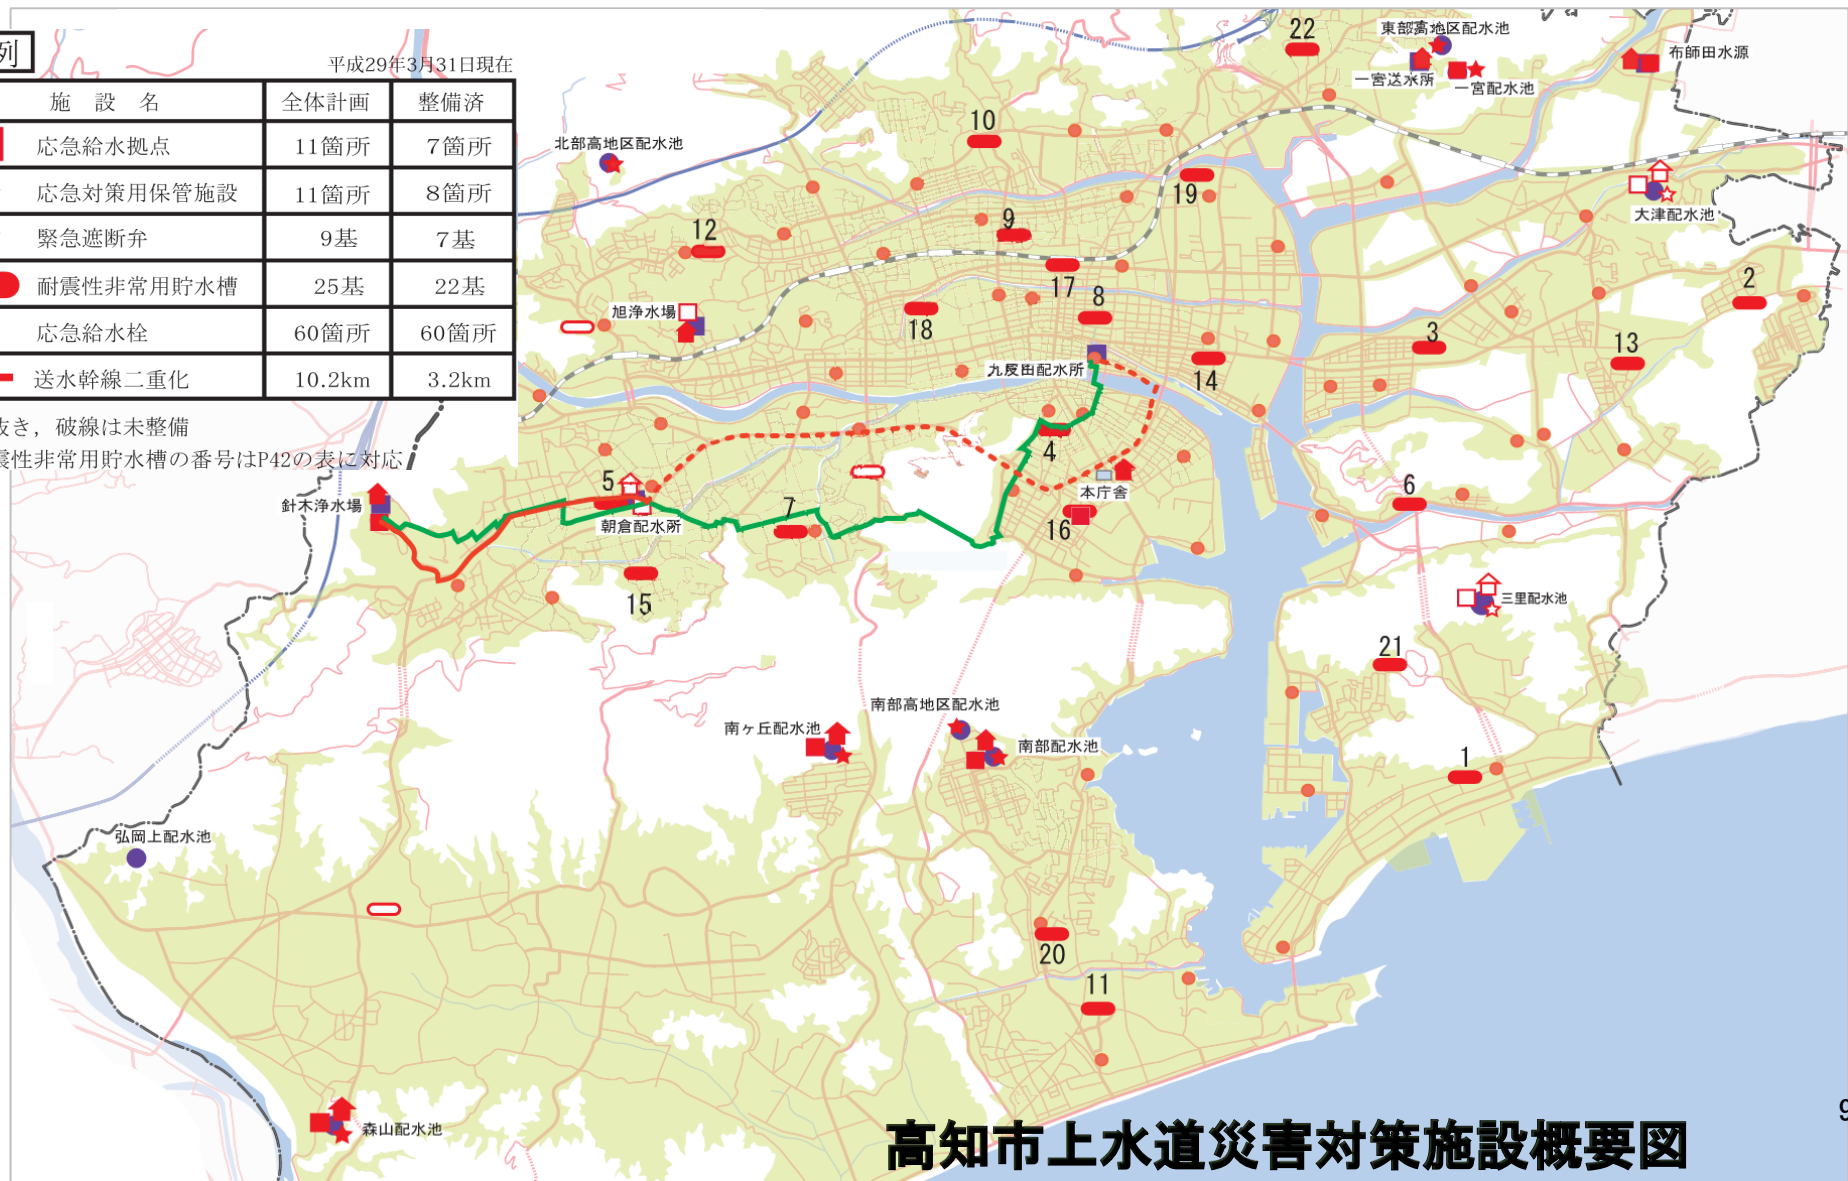 例
平成29年3月31日現在
施 設 名 全体計画 整備済
応急給水拠点 11箇所 7箇所
応急対策用保管施設 11箇所 8箇所
緊急遮断弁 9基 7基
耐震性非常用貯水槽 25基 22基
応急給水栓 60箇所 60箇所
送水幹線二重化 10.2km 3.2km
抜き，破線は未整備
震性非常用貯水槽の番号はP42の表に対応
22
東部高地区配水池
一宮送水所
一宮配水池
布師田水源
10
北部高地区配水池
19
大津配水池
12
9
17
8
2
旭浄水場
18
3
13
九反田配水所
14
4
5
6
針木浄水場
朝倉配水所
7
本庁舎
16
15
三里配水池
21
南部高地区配水池
南ヶ丘配水池
南部配水池
1
弘岡上配水池
20
11
森山配水池
9
高知市上水道災害対策施設概要図